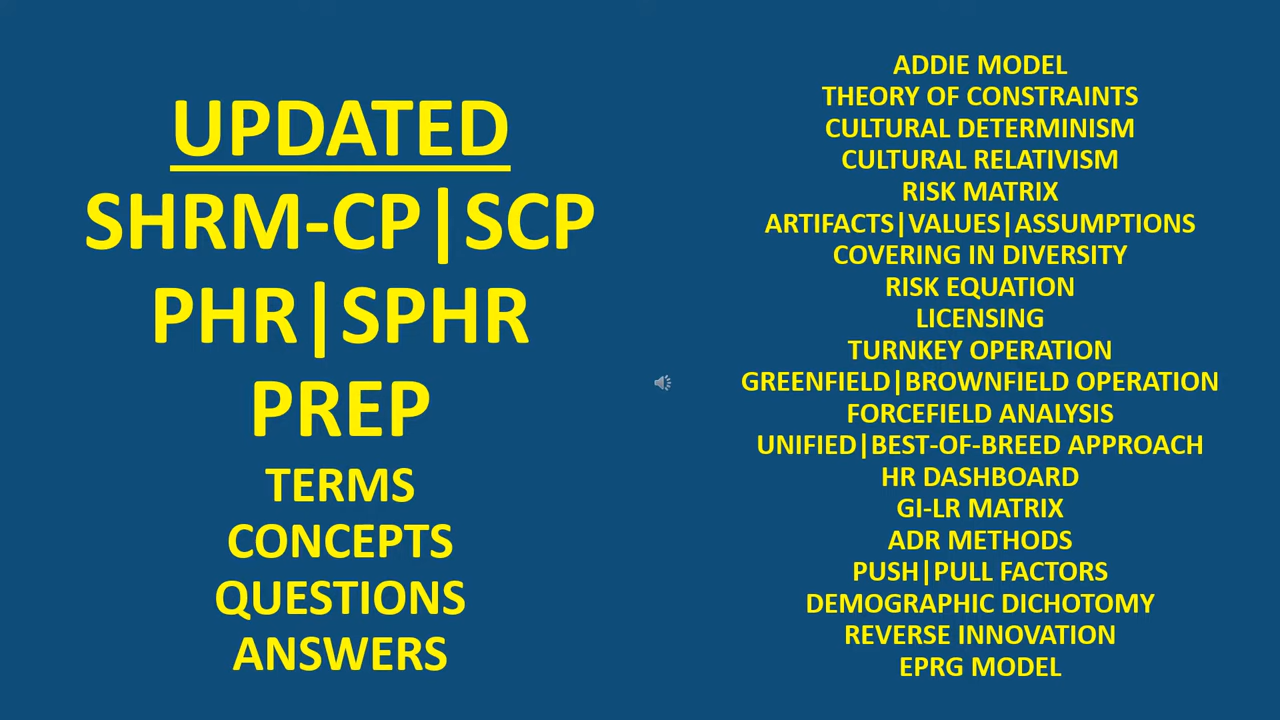 UPDATED
SHRM-CP|SCP
PHR|SPHR
PREP
TERMS
CONCEPTS
QUESTIONS
ANSWERS
ADDIE MODEL
THEORY OF CONSTRAINTS
CULTURAL DETERMINISM
CULTURAL RELATIVISM
RISK MATRIX
ARTIFACTS|VALUES|ASSUMPTIONS
COVERING IN DIVERSITY
RISK EQUATION
LICENSING
TURNKEY OPERATION
GREENFIELD|BROWNFIELD OPERATION
FORCEFIELD ANALYSIS
UNIFIED|BEST-OF-BREED APPROACH
HR DASHBOARD
GI-LR MATRIX
ADR METHODS
PUSH|PULL FACTORS
DEMOGRAPHIC DICHOTOMY
REVERSE INNOVATION
EPRG MODEL